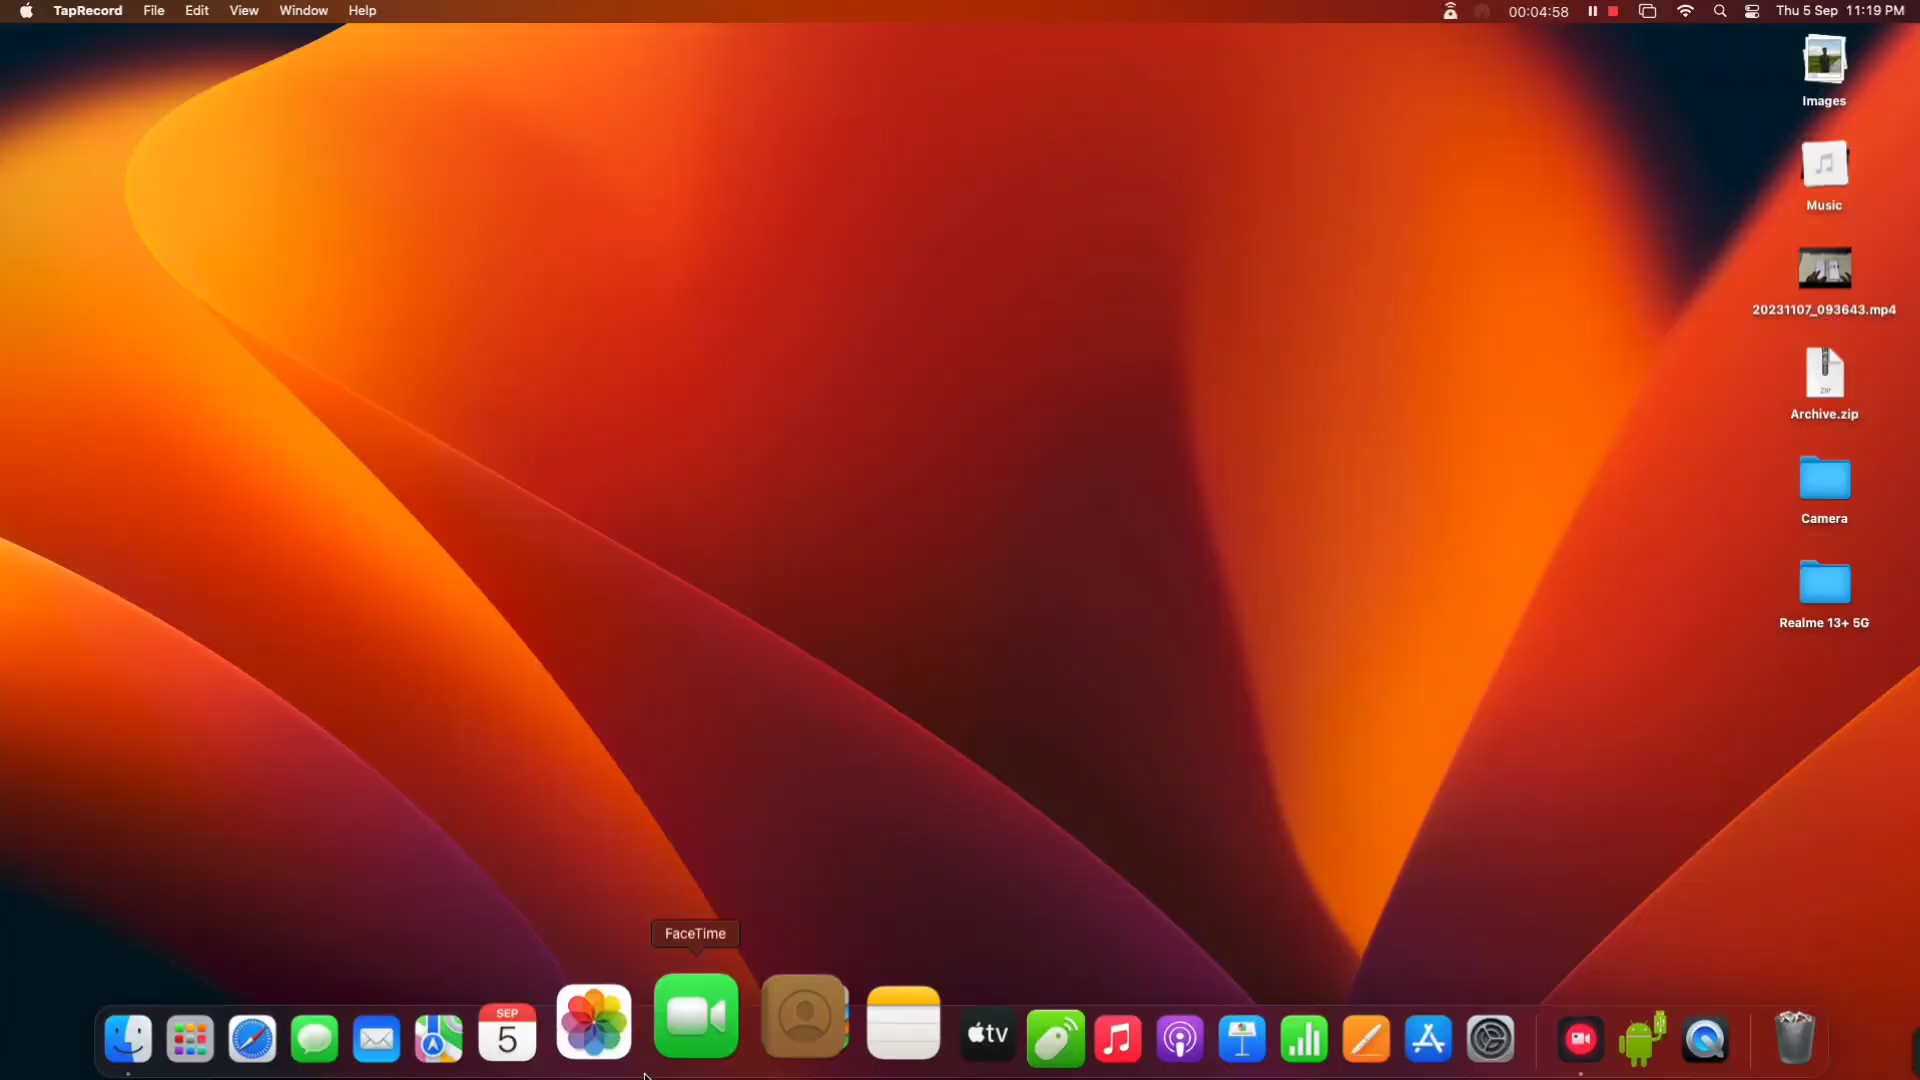 TapRecord File Edit View Window Help 00:04:58 Thu 5 Sep 11:19 PM
Images
Music
20231107_093643.mp4
ZIP
Archive.zip
Camera
Realme 13+ 5G
FaceTime
SEP
5
tv